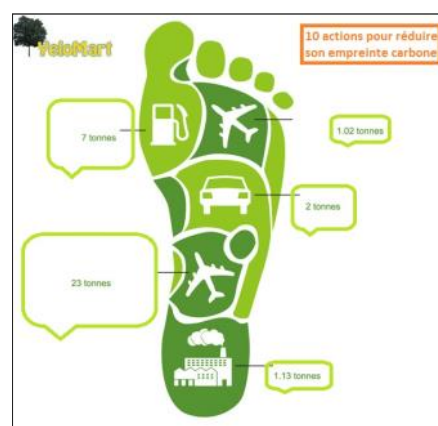 VeloMart
10 actions pour réduire
son empreinte carbone
7 tonnes
1.02 tonnes
2 tonnes
23 tonnes
1.13 tonnes